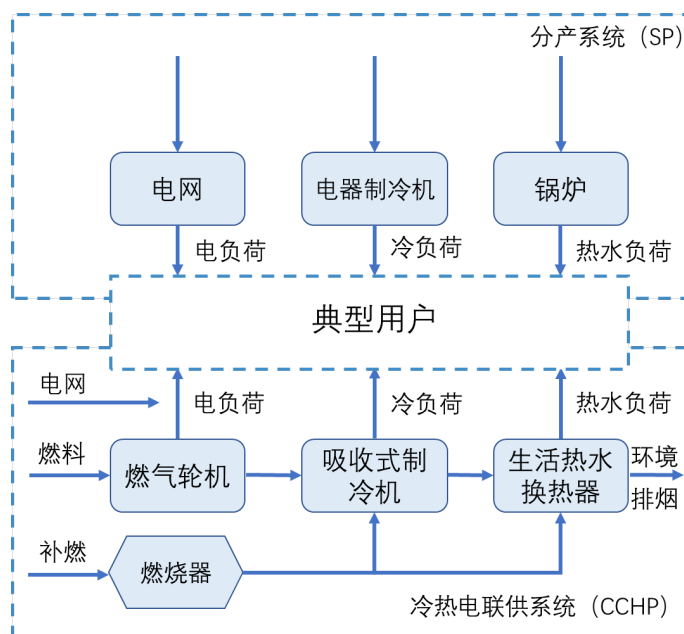 分产系统（SP）
电网
电器制冷机
锅炉
电负荷
冷负荷
热水负荷
典型用户
电网
电负荷
冷负荷
热水负荷
燃料
燃气轮机
吸收式制
冷机
生活热水
换热器
环境
排烟
补燃
燃烧器
冷热电联供系统（CCHP）